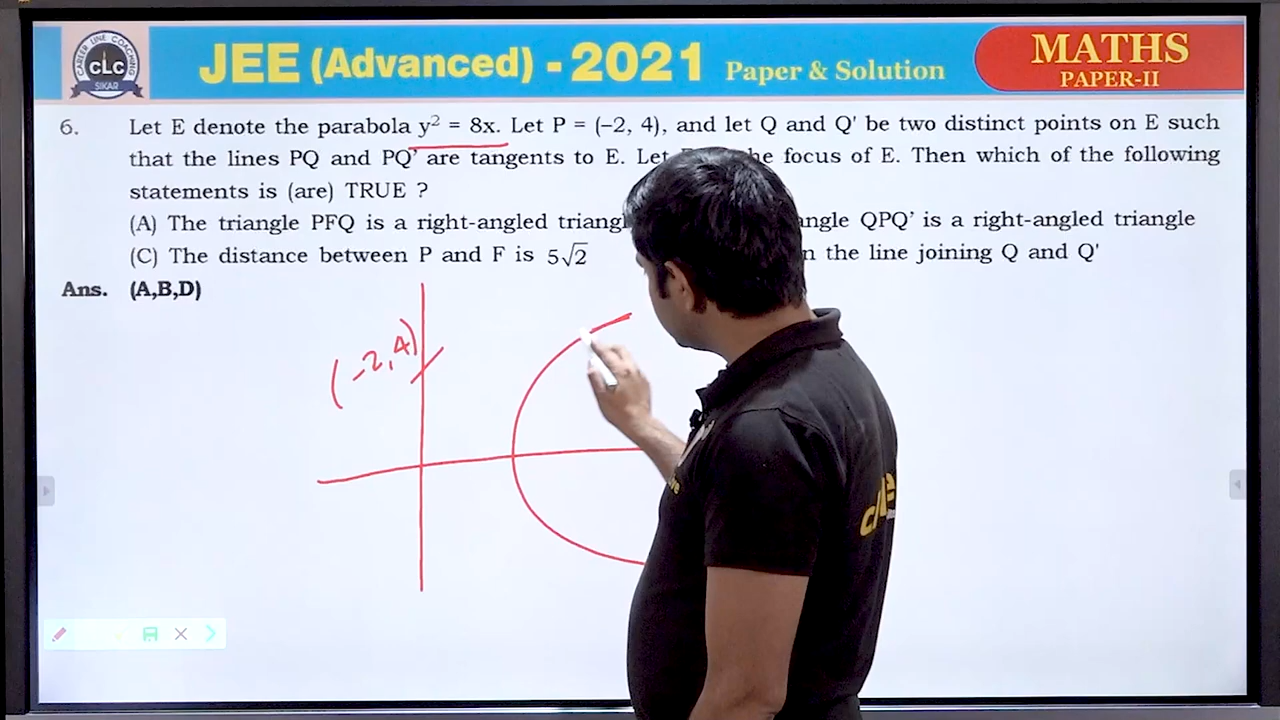 CAREER LINE COACHING
CLC
SIKAR
JEE (Advanced) - 2021 Paper & Solution
MATHS
PAPER-II
6. Let E denote the parabola y² = 8x. Let P = (–2, 4), and let Q and Q' be two distinct points on E such
that the lines PQ and PQ' are tangents to E. Let he focus of E. Then which of the following
statements is (are) TRUE ?
(A) The triangle PFQ is a right-angled triangl angle QPQ' is a right-angled triangle
(C) The distance between P and F is 5√2 n the line joining Q and Q'
Ans. (A,B,D)
(-2,4)